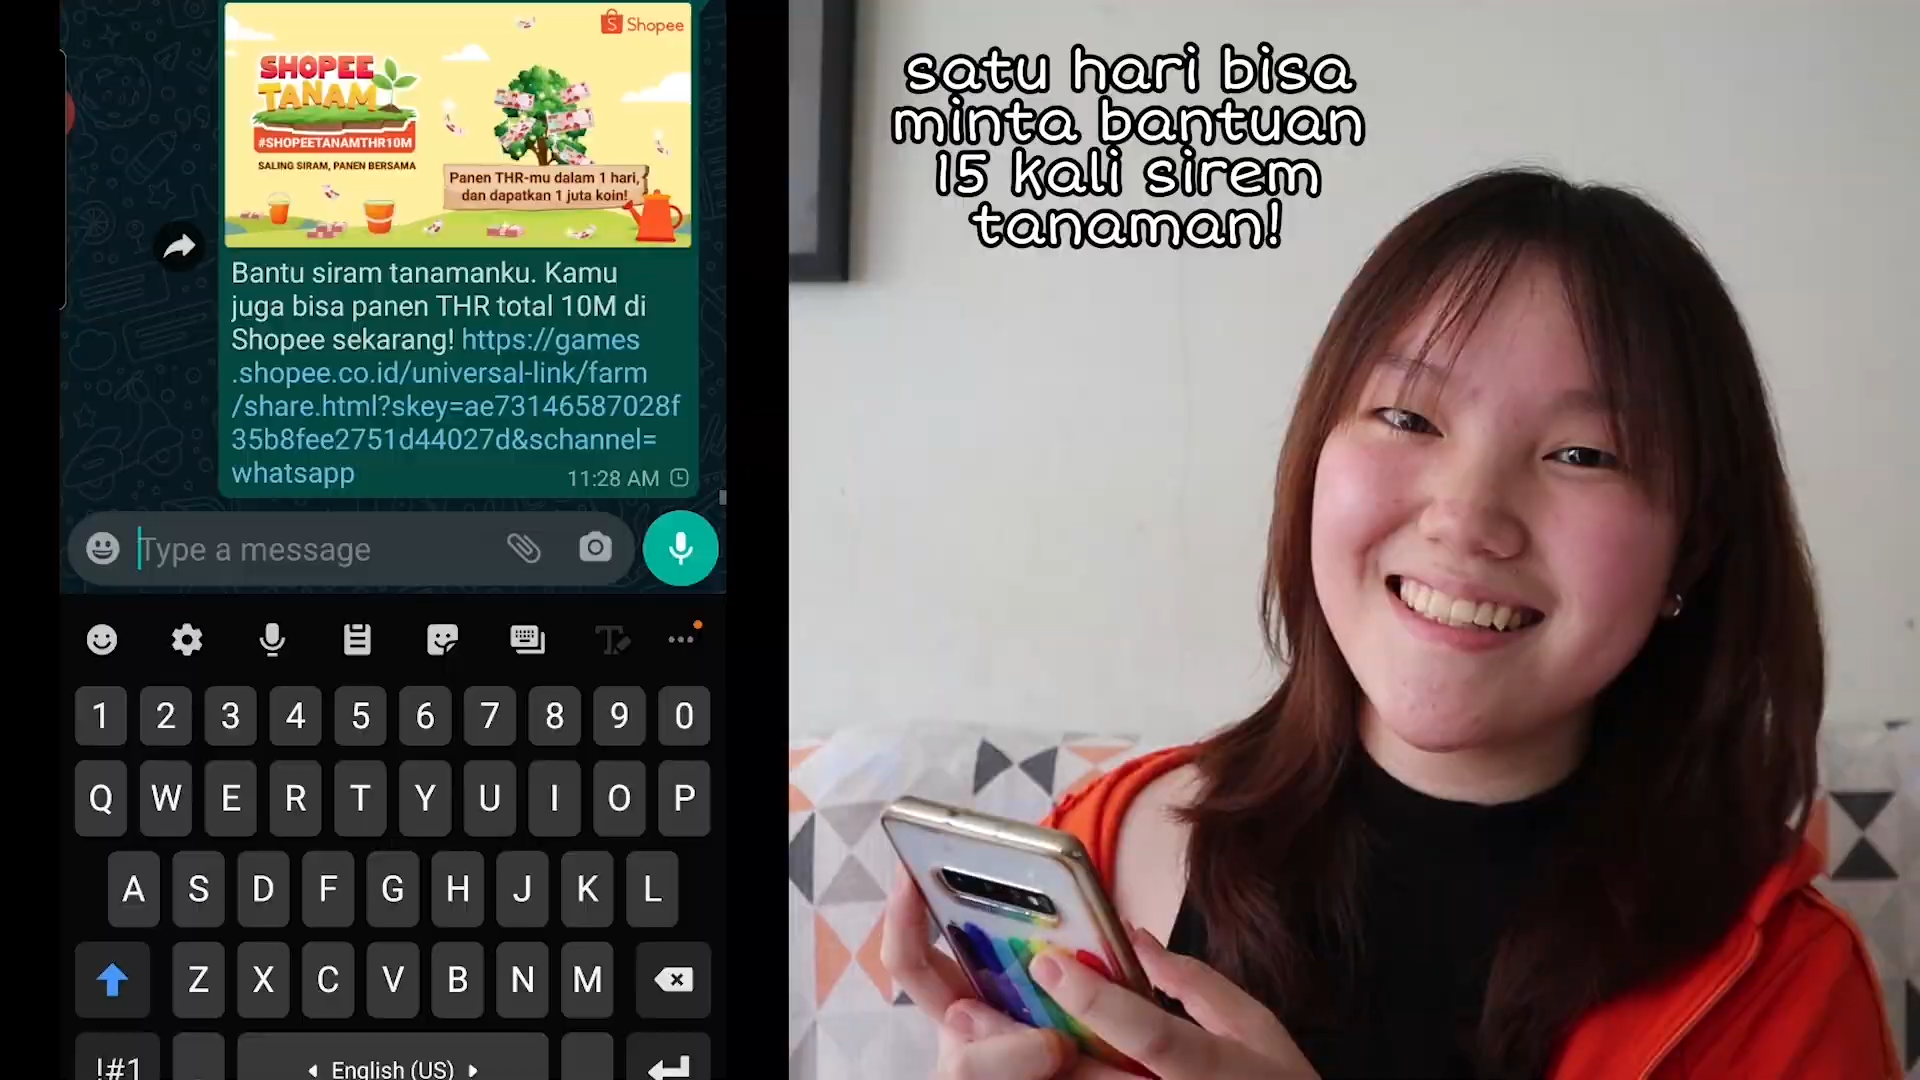 Shopee
SHOPEE
TANAM
#SHOPEETANAMTHR10M
SALING SIRAM, PANEN BERSAMA
Panen THR-mu dalam 1 hari,
dan dapatkan 1 juta koin!
Bantu siram tanamanku. Kamu
juga bisa panen THR total 10M di
Shopee sekarang! https://games
.shopee.co.id/universal-link/farm
/share.html?skey=ae73146587028f
35b8fee2751d44027d&schannel=
whatsapp
11:28 AM
Type a message
1 2 3 4 5 6 7 8 9 0
Q W E R T Y U I O P
A S D F G H J K L
Z X C V B N M
!#1 English (US)
satu hari bisa
minta bantuan
15 kali sirem
tanaman!